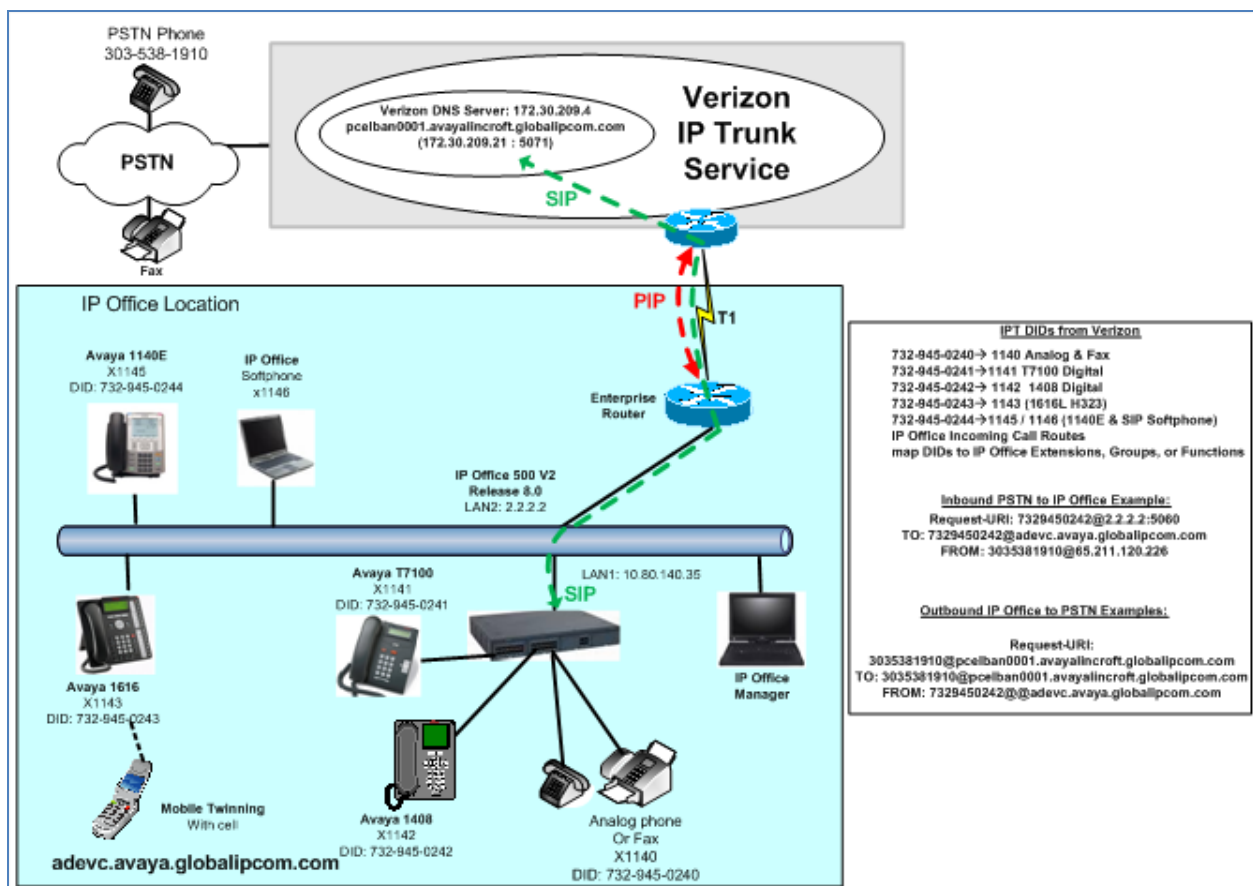 PSTN Phone
303-538-1910
PSTN
Fax
Verizon DNS Server: 172.30.209.4
pcelban0001.avayalincroft.globalipcom.com
(172.30.209.21 : 5071)
Verizon
IP Trunk
Service
SIP
PIP
T1
IP Office Location
Avaya 1140E
X1145
DID: 732-945-0244
IP Office
Softphone
x1146
Enterprise
Router
IP Office 500 V2
Release 8.0
LAN2: 2.2.2.2
Avaya T7100
X1141
DID: 732-945-0241
SIP
LAN1: 10.80.140.35
Avaya 1616
X1143
DID: 732-945-0243
IP Office
Manager
Mobile Twinning
With cell
Avaya 1408
X1142
DID: 732-945-0242
Analog phone
Or Fax
X1140
DID: 732-945-0240
adevc.avaya.globalipcom.com
IPT DIDs from Verizon
732-945-0240→ 1140 Analog & Fax
732-945-0241→1141 T7100 Digital
732-945-0242→ 1142 1408 Digital
732-945-0243→ 1143 (1616L H323)
732-945-0244→1145 / 1146 (1140E & SIP Softphone)
IP Office Incoming Call Routes
map DIDs to IP Office Extensions, Groups, or Functions
Inbound PSTN to IP Office Example:
Request-URI: 7329450242@2.2.2.2:5060
TO: 7329450242@adevc.avaya.globalipcom.com
FROM: 3035381910@65.211.120.226
Outbound IP Office to PSTN Examples:
Request-URI:
3035381910@pcelban0001.avayalincroft.globalipcom.com
TO: 3035381910@pcelban0001.avayalincroft.globalipcom.com
FROM: 7329450242@@adevc.avaya.globalipcom.com